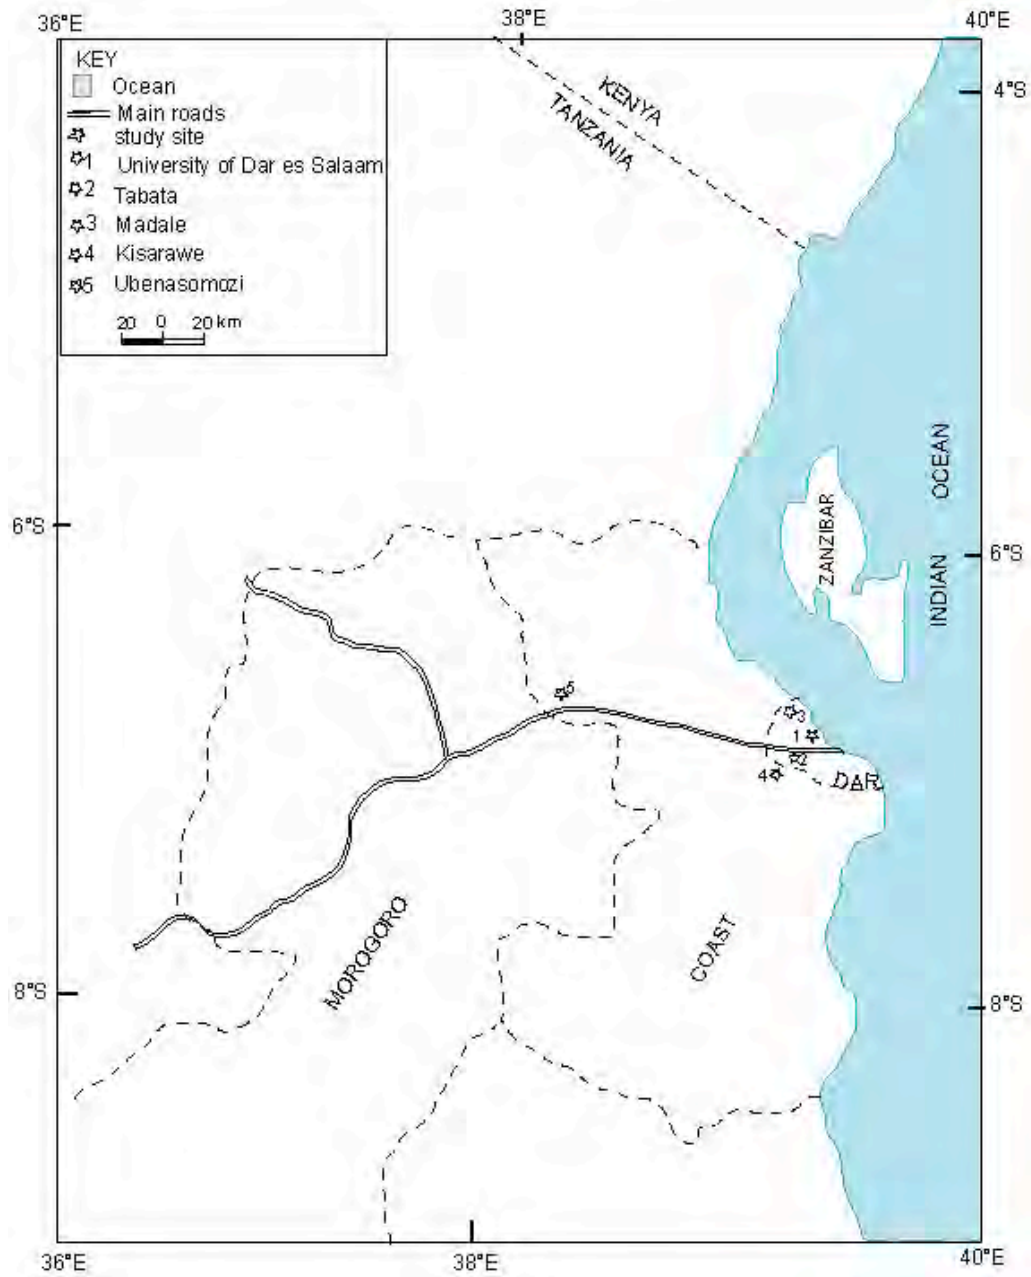 36°E
38°E
40°E
KEY
Ocean
Main roads
study site
1 University of Dar es Salaam
2 Tabata
3 Madale
4 Kisarawe
5 Ubenasomozi
20 0 20 km
KENYA
TANZANIA
4°S
INDIAN OCEAN
ZANZIBAR
6°S
6°S
5
3
1
2
4
DAR
MOROGORO
COAST
8°S
8°S
36°E
38°E
40°E